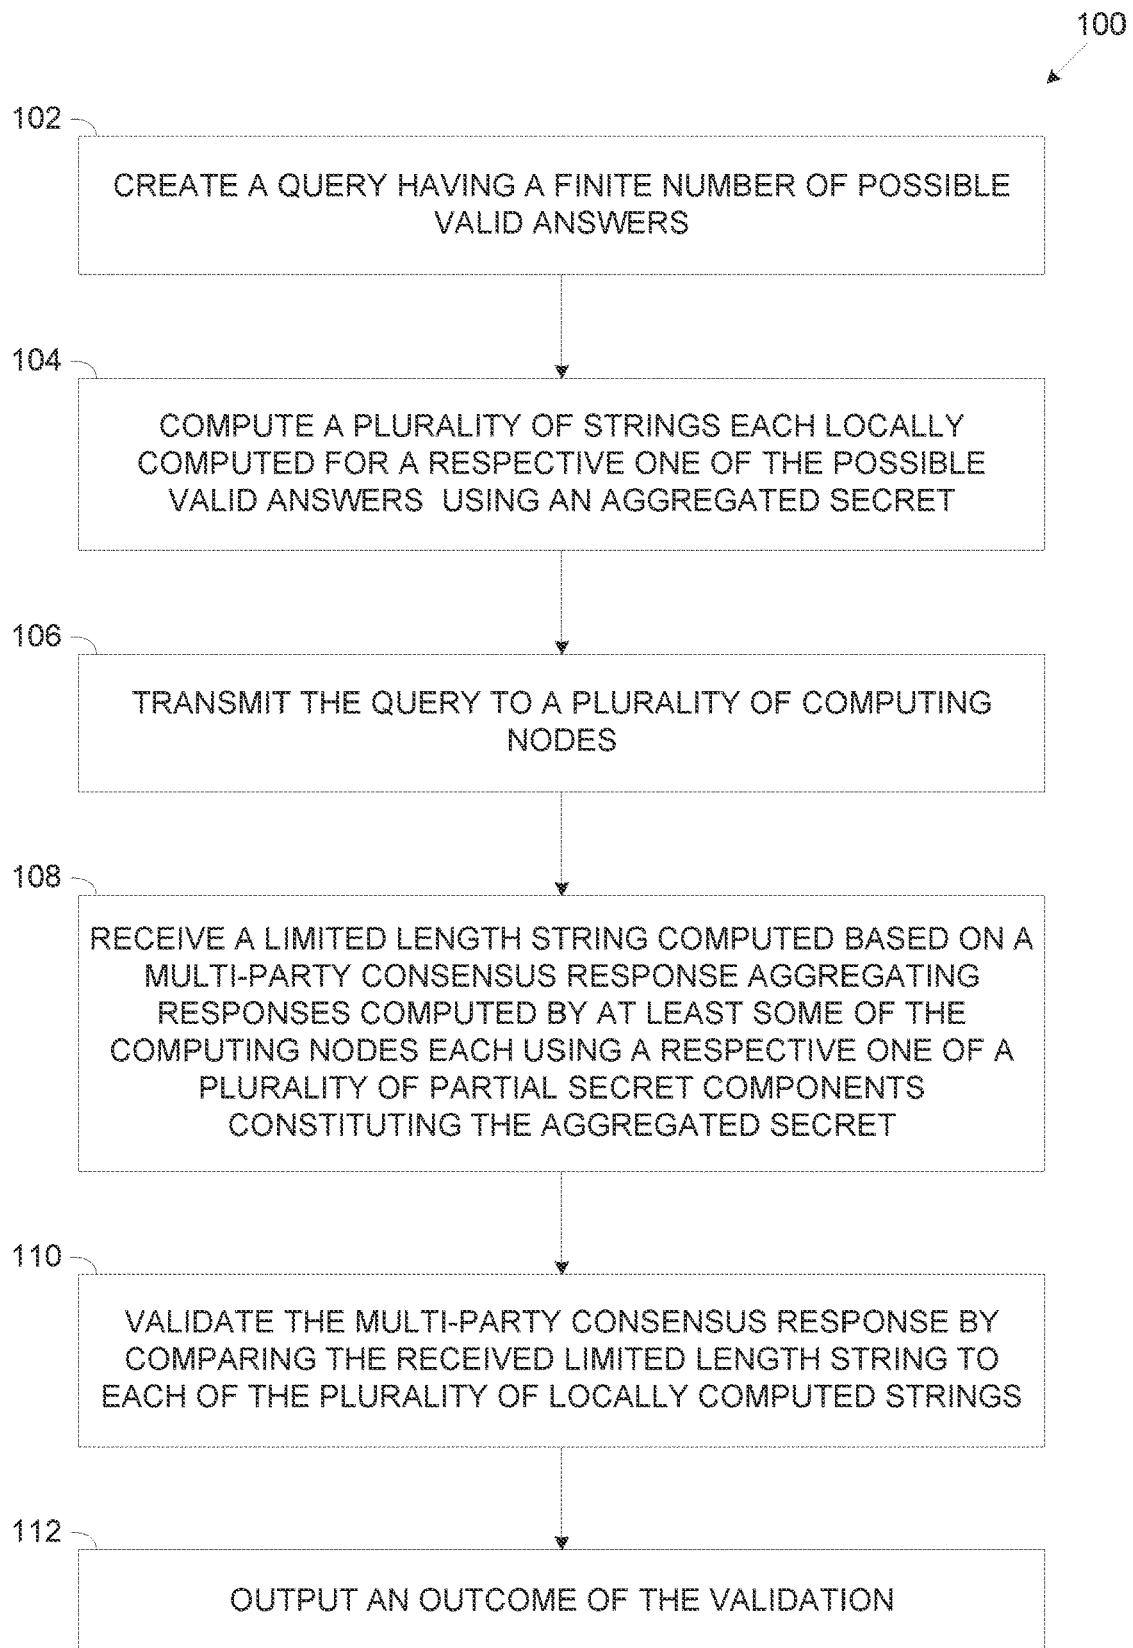 100
102
CREATE A QUERY HAVING A FINITE NUMBER OF POSSIBLE
VALID ANSWERS
104
COMPUTE A PLURALITY OF STRINGS EACH LOCALLY
COMPUTED FOR A RESPECTIVE ONE OF THE POSSIBLE
VALID ANSWERS USING AN AGGREGATED SECRET
106
TRANSMIT THE QUERY TO A PLURALITY OF COMPUTING
NODES
108
RECEIVE A LIMITED LENGTH STRING COMPUTED BASED ON A
MULTI-PARTY CONSENSUS RESPONSE AGGREGATING
RESPONSES COMPUTED BY AT LEAST SOME OF THE
COMPUTING NODES EACH USING A RESPECTIVE ONE OF A
PLURALITY OF PARTIAL SECRET COMPONENTS
CONSTITUTING THE AGGREGATED SECRET
110
VALIDATE THE MULTI-PARTY CONSENSUS RESPONSE BY
COMPARING THE RECEIVED LIMITED LENGTH STRING TO
EACH OF THE PLURALITY OF LOCALLY COMPUTED STRINGS
112
OUTPUT AN OUTCOME OF THE VALIDATION